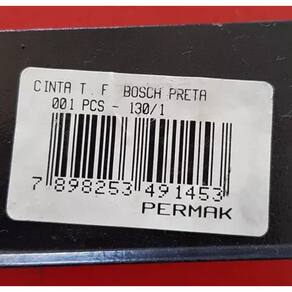 CINTA T. F BOSCH PRETA
001 PCS - 130/1
7 898253 491453
PERMAK